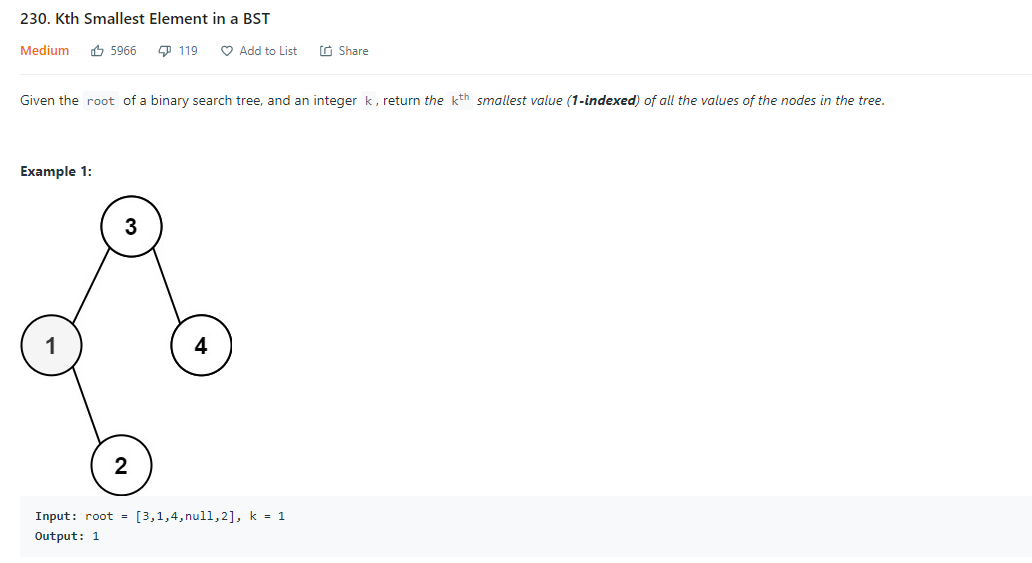 230. Kth Smallest Element in a BST
Medium 5966 119 Add to List Share
Given the root of a binary search tree, and an integer k, return the kth smallest value (1-indexed) of all the values of the nodes in the tree.
Example 1:
3
1 4
2
Input: root = [3,1,4,null,2], k = 1
Output: 1